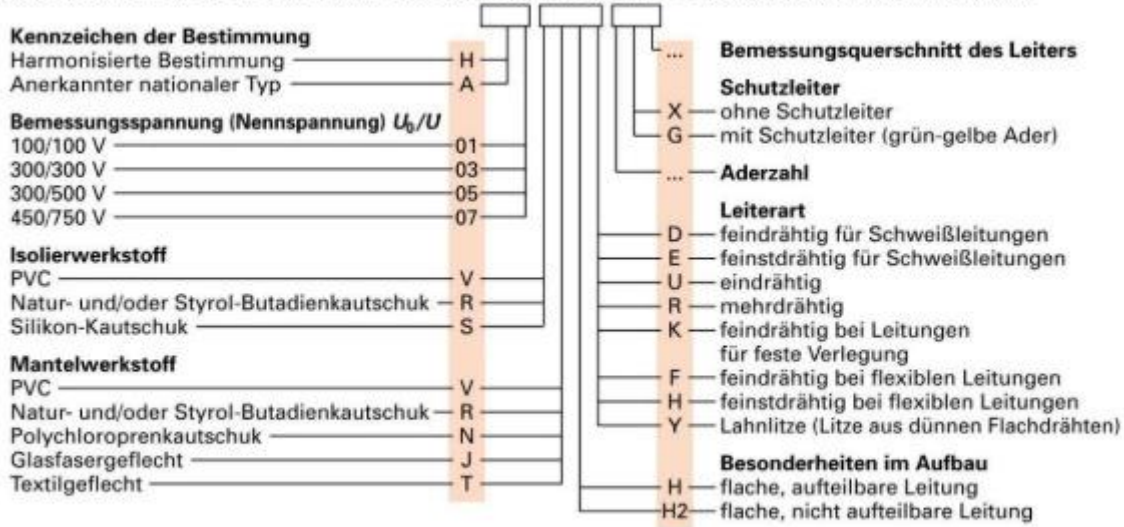 Kennzeichen der Bestimmung
Harmonisierte Bestimmung H
Anerkannter nationaler Typ A
Bemessungsspannung (Nennspannung) U₀/U
100/100 V 01
300/300 V 03
300/500 V 05
450/750 V 07
Isolierwerkstoff
PVC V
Natur- und/oder Styrol-Butadienkautschuk R
Silikon-Kautschuk S
Mantelwerkstoff
PVC V
Natur- und/oder Styrol-Butadienkautschuk R
Polychloroprenkautschuk N
Glasfasergeflecht J
Textilgeflecht T
... Bemessungsquerschnitt des Leiters
Schutzleiter
X ohne Schutzleiter
G mit Schutzleiter (grün-gelbe Ader)
... Aderzahl
Leiterart
D feindrähtig für Schweißleitungen
E feinstdrähtig für Schweißleitungen
U eindrähtig
R mehrdrähtig
K feindrähtig bei Leitungen
für feste Verlegung
F feindrähtig bei flexiblen Leitungen
H feinstdrähtig bei flexiblen Leitungen
Y Lahnlitze (Litze aus dünnen Flachdrähten)
Besonderheiten im Aufbau
H flache, aufteilbare Leitung
H2 flache, nicht aufteilbare Leitung